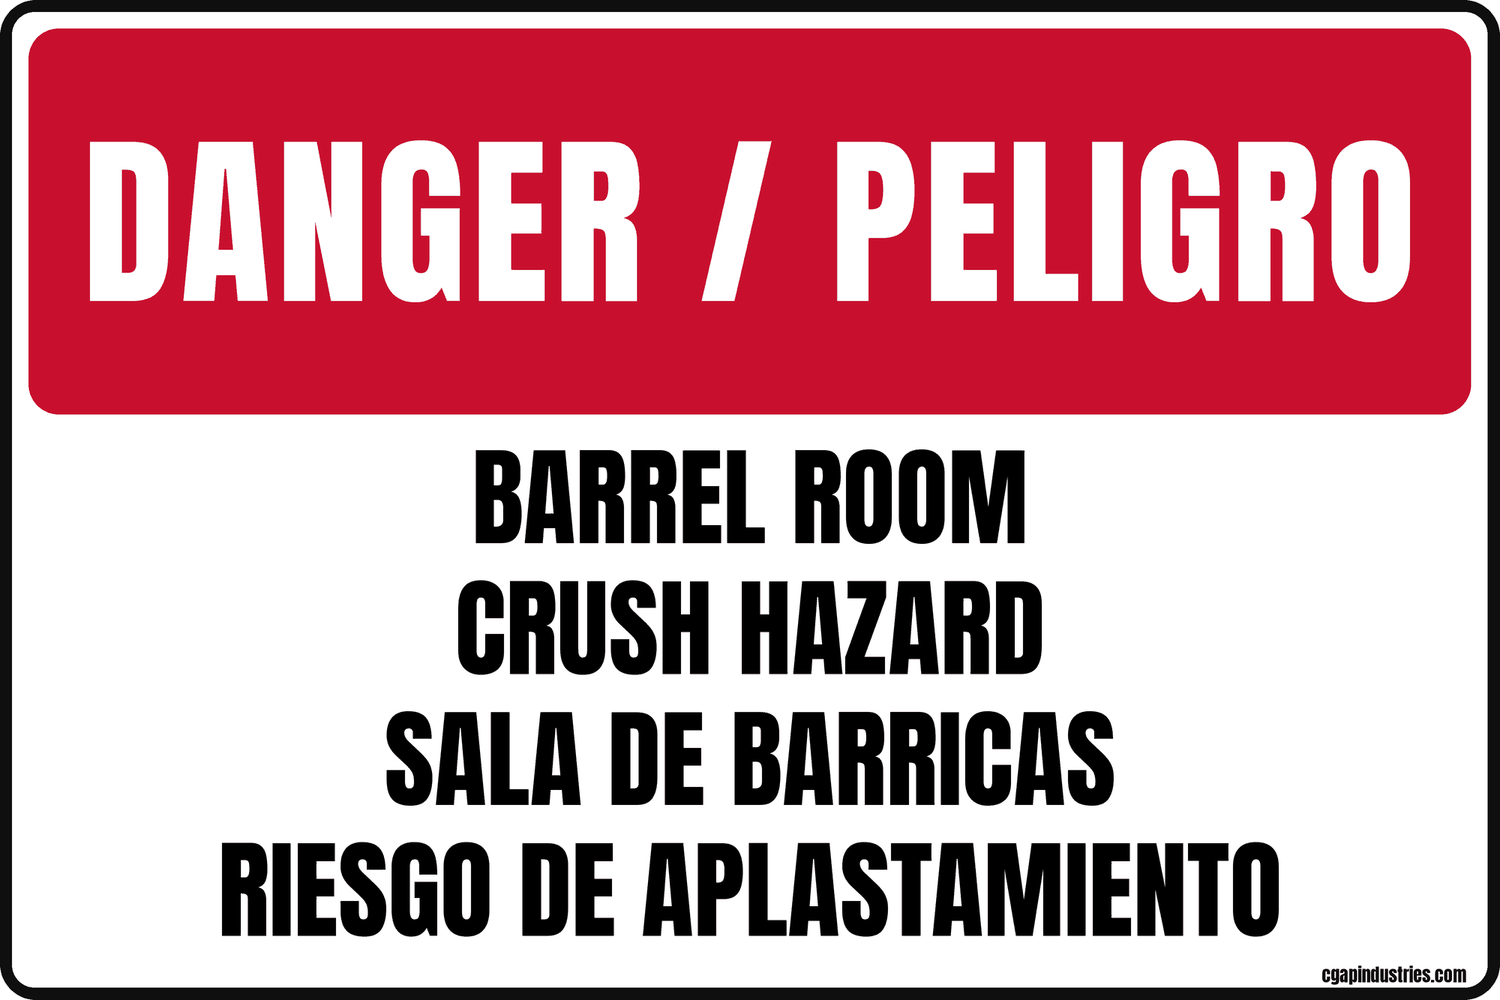 DANGER / PELIGRO
BARREL ROOM
CRUSH HAZARD
SALA DE BARRICAS
RIESGO DE APLASTAMIENTO
cgapindustries.com